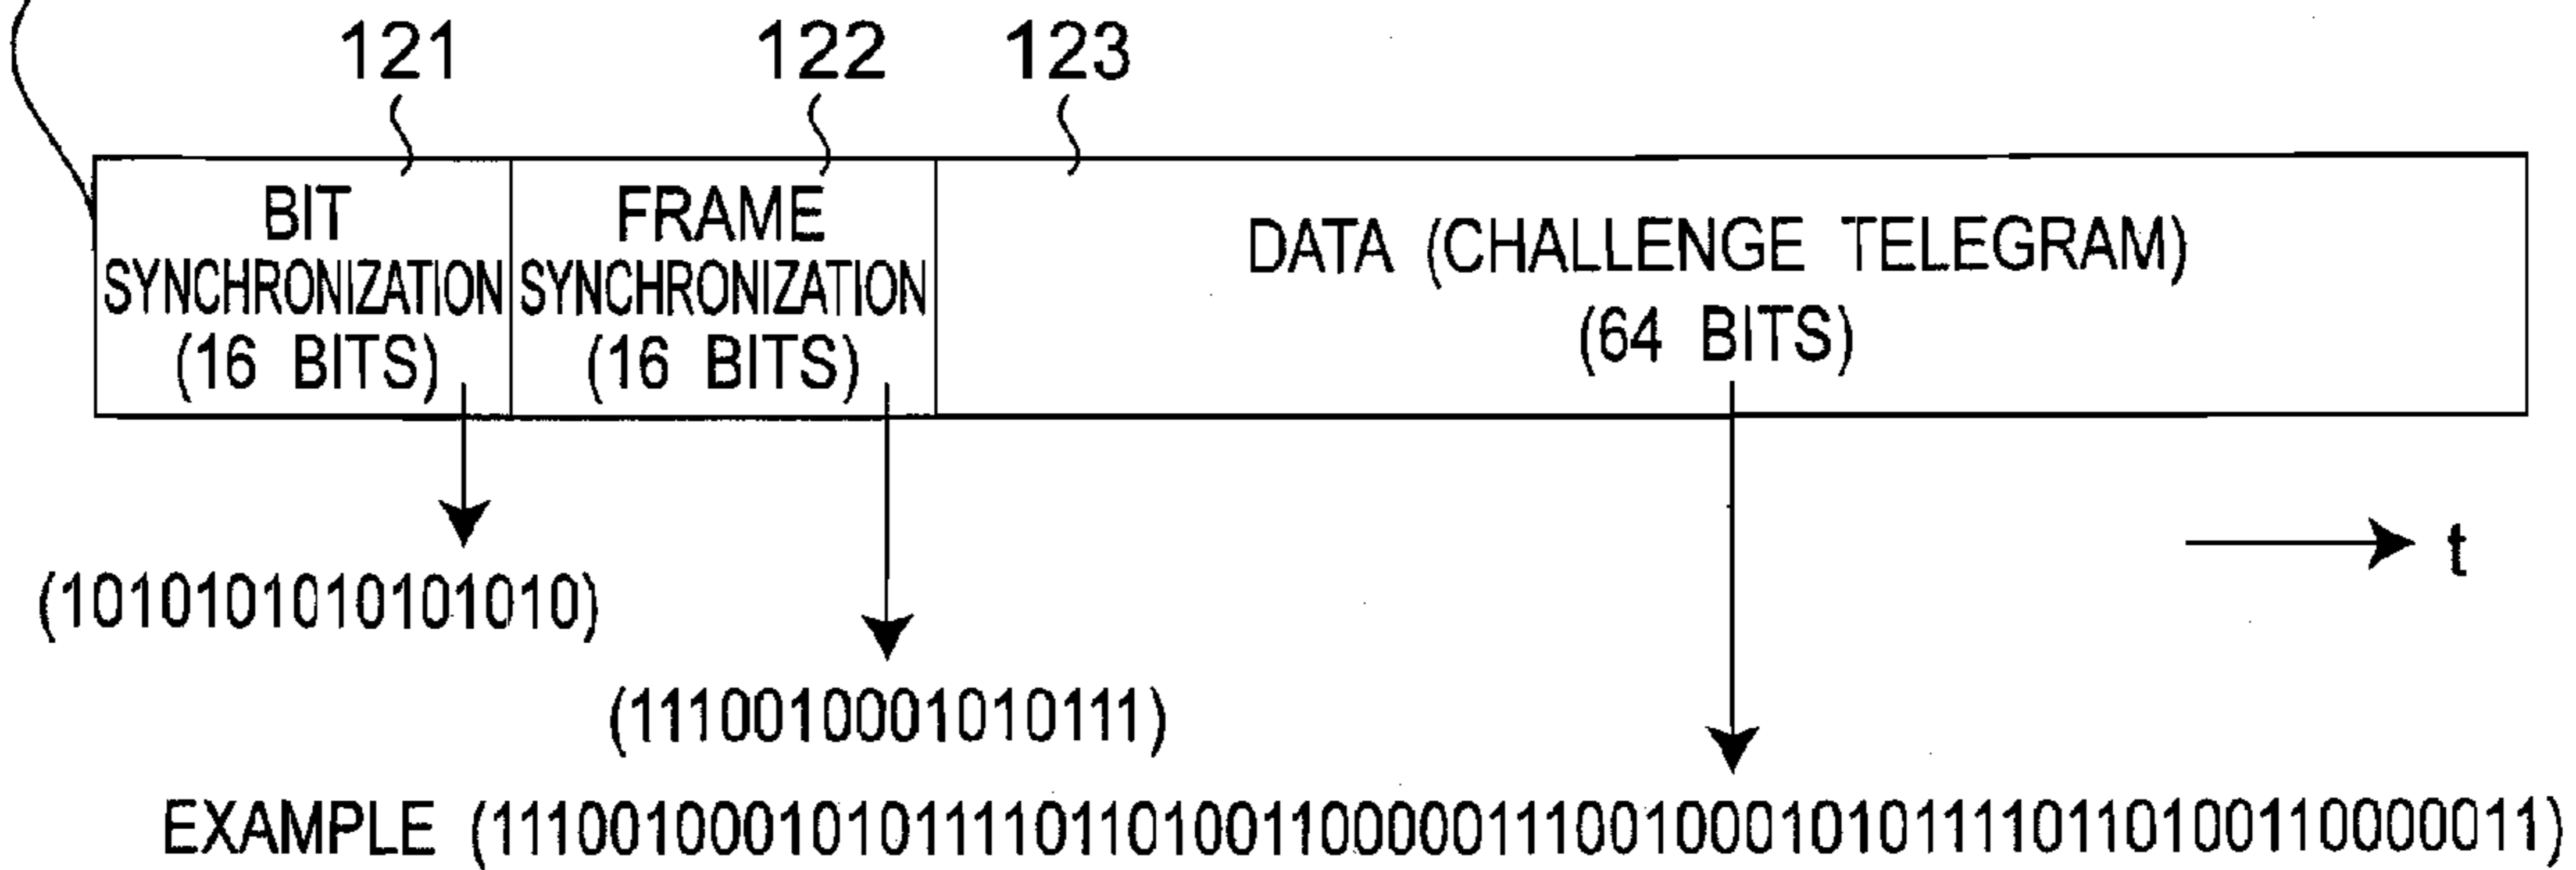 121 122 123
BIT
SYNCHRONIZATION
(16 BITS)
FRAME
SYNCHRONIZATION
(16 BITS)
DATA (CHALLENGE TELEGRAM)
(64 BITS)
t
(1010101010101010)
(1110010001010111)
EXAMPLE (1110010001010111101101001100000111001000101011110110100110000011)